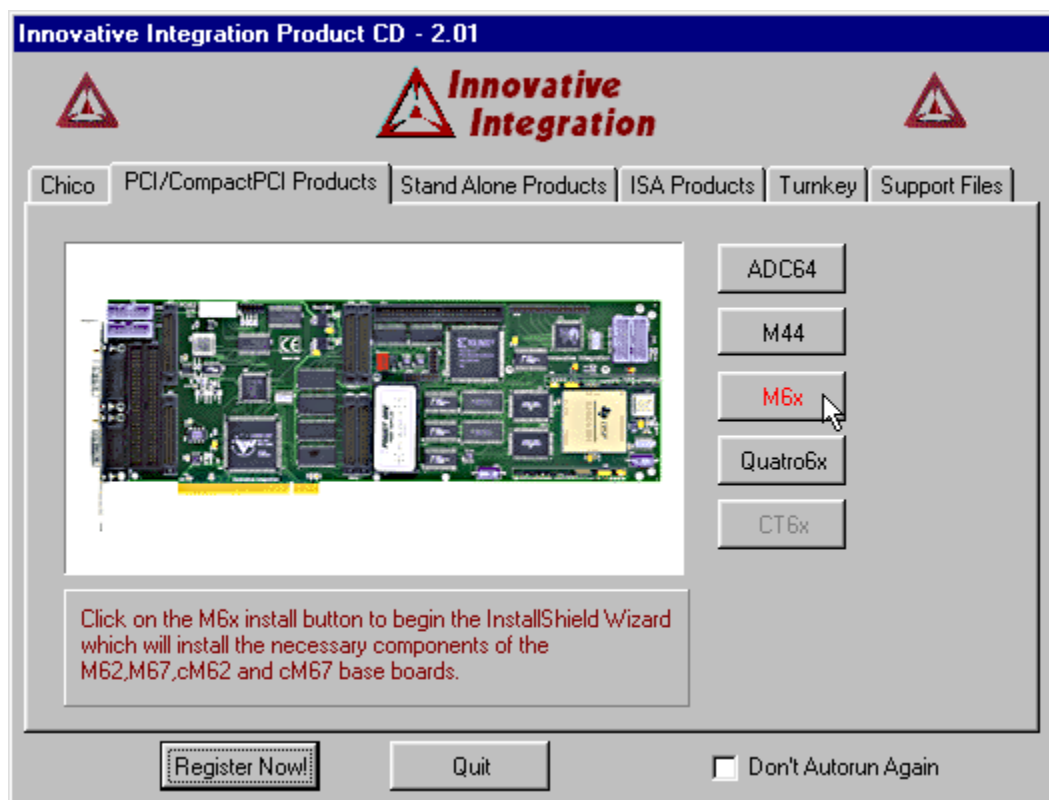 Innovative Integration Product CD - 2.01
Innovative
Integration
Chico
PCI/CompactPCI Products
Stand Alone Products
ISA Products
Turnkey
Support Files
ADC64
M44
M6x
Quatro6x
CT6x
Click on the M6x install button to begin the InstallShield Wizard
which will install the necessary components of the
M62,M67,cM62 and cM67 base boards.
Register Now!
Quit
Don't Autorun Again